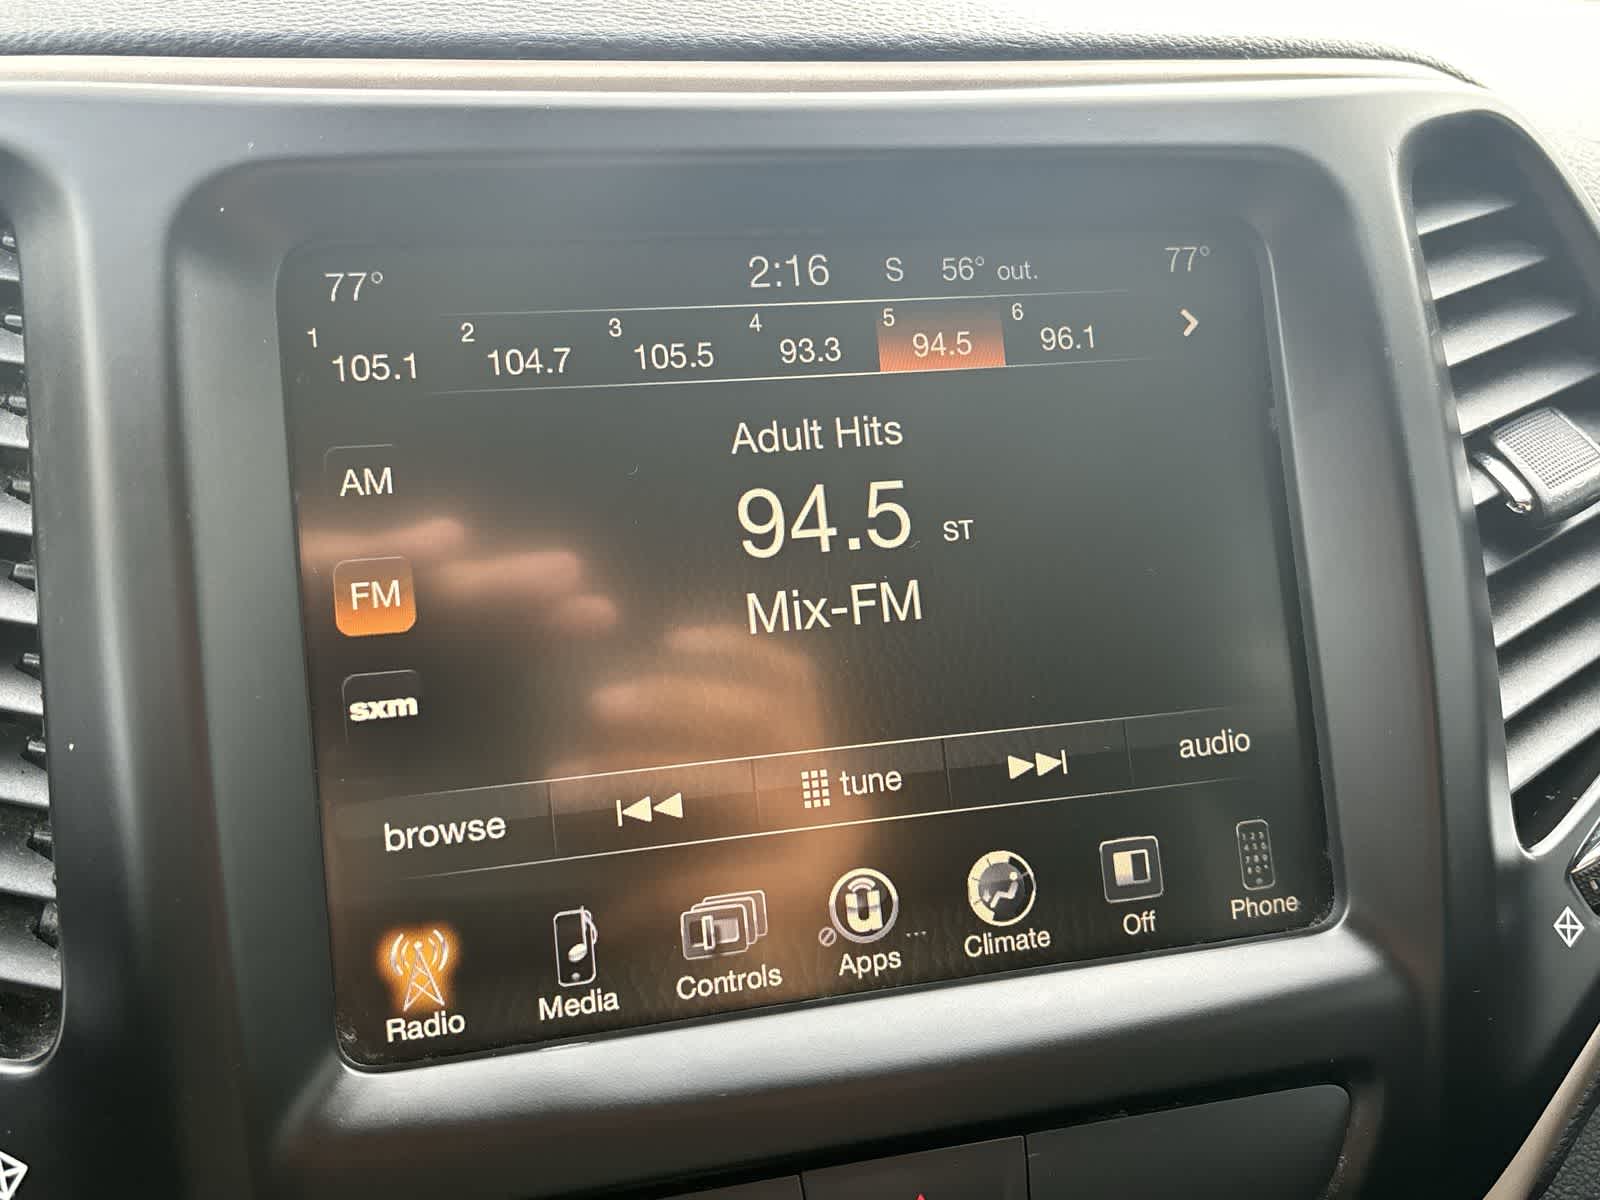 77° 2:16 S 56° out. 77°
1 105.1 2 104.7 3 105.5 4 93.3 5 94.5 6 96.1
Adult Hits
AM
94.5 ST
FM
Mix-FM
sxm
browse tune audio
Radio Media Controls Apps Climate Off Phone